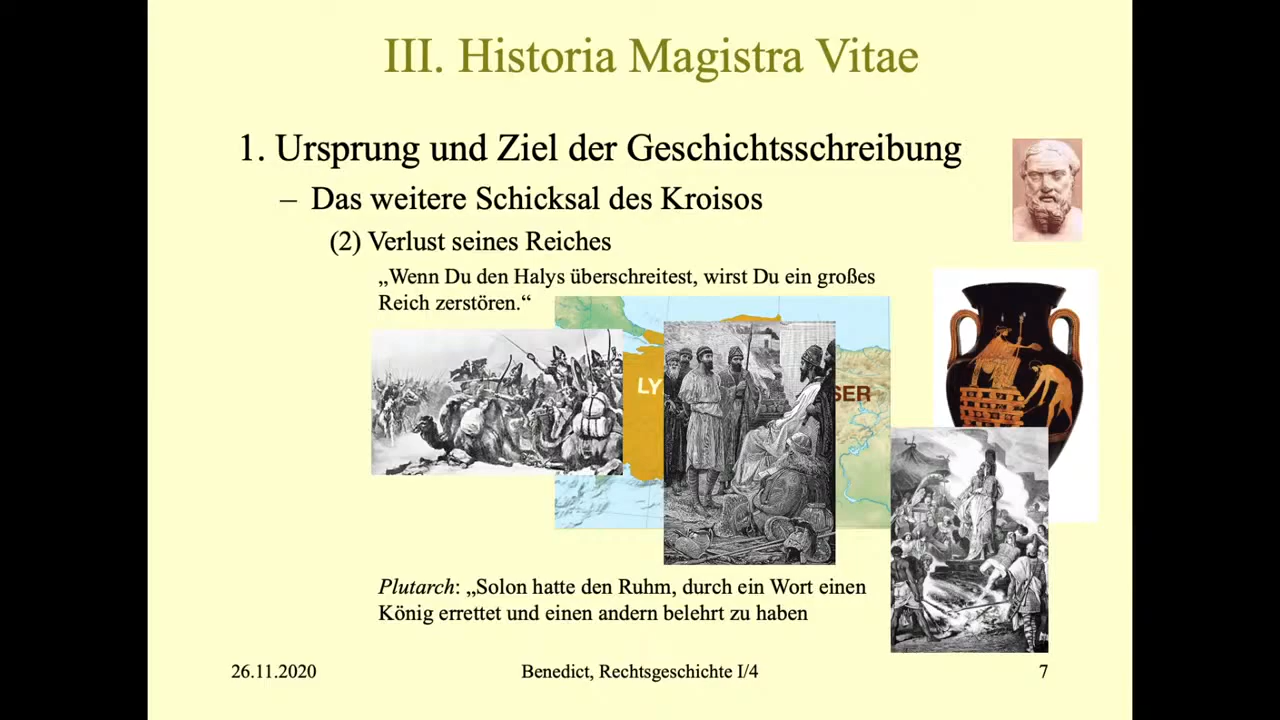 III. Historia Magistra Vitae
1. Ursprung und Ziel der Geschichtsschreibung
– Das weitere Schicksal des Kroisos
(2) Verlust seines Reiches
„Wenn Du den Halys überschreitest, wirst Du ein großes
Reich zerstören.“
LY
SER
Plutarch: „Solon hatte den Ruhm, durch ein Wort einen
König errettet und einen andern belehrt zu haben
26.11.2020
Benedict, Rechtsgeschichte I/4
7